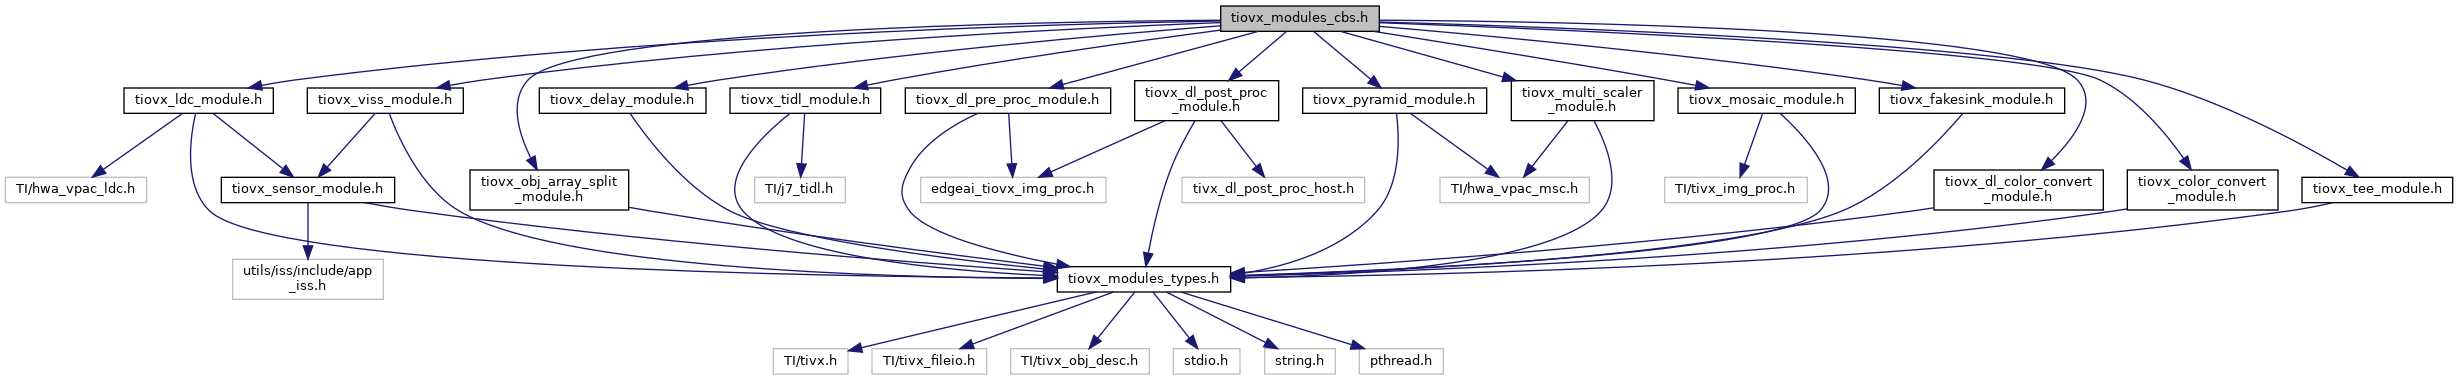 tiovx_modules_cbs.h
tiovx_ldc_module.h
tiovx_viss_module.h
tiovx_delay_module.h
tiovx_tidl_module.h
tiovx_dl_pre_proc_module.h
tiovx_dl_post_proc
_module.h
tiovx_pyramid_module.h
tiovx_multi_scaler
_module.h
tiovx_mosaic_module.h
tiovx_fakesink_module.h
TI/hwa_vpac_ldc.h
tiovx_sensor_module.h
tiovx_obj_array_split
_module.h
TI/j7_tidl.h
edgeai_tiovx_img_proc.h
tivx_dl_post_proc_host.h
TI/hwa_vpac_msc.h
TI/tivx_img_proc.h
tiovx_dl_color_convert
_module.h
tiovx_color_convert
_module.h
tiovx_tee_module.h
utils/iss/include/app
_iss.h
tiovx_modules_types.h
TI/tivx.h
TI/tivx_fileio.h
TI/tivx_obj_desc.h
stdio.h
string.h
pthread.h